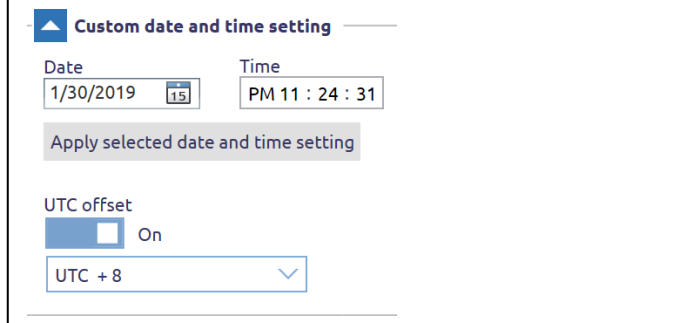 Custom date and time setting
Date Time
1/30/2019 15 PM 11 : 24 : 31
Apply selected date and time setting
UTC offset
On
UTC + 8